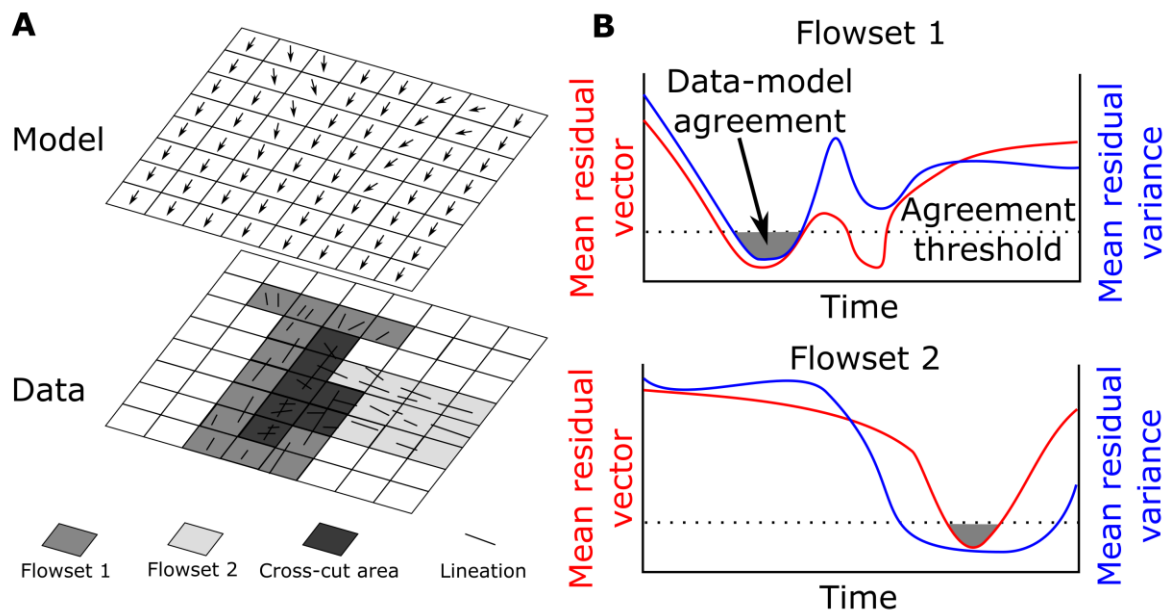 A
Model
Data
Flowset 1
Flowset 2
Cross-cut area
Lineation
B
Flowset 1
Mean residual
vector
Data-model
agreement
Agreement
threshold
Mean residual
variance
Time
Flowset 2
Mean residual
vector
Mean residual
variance
Time